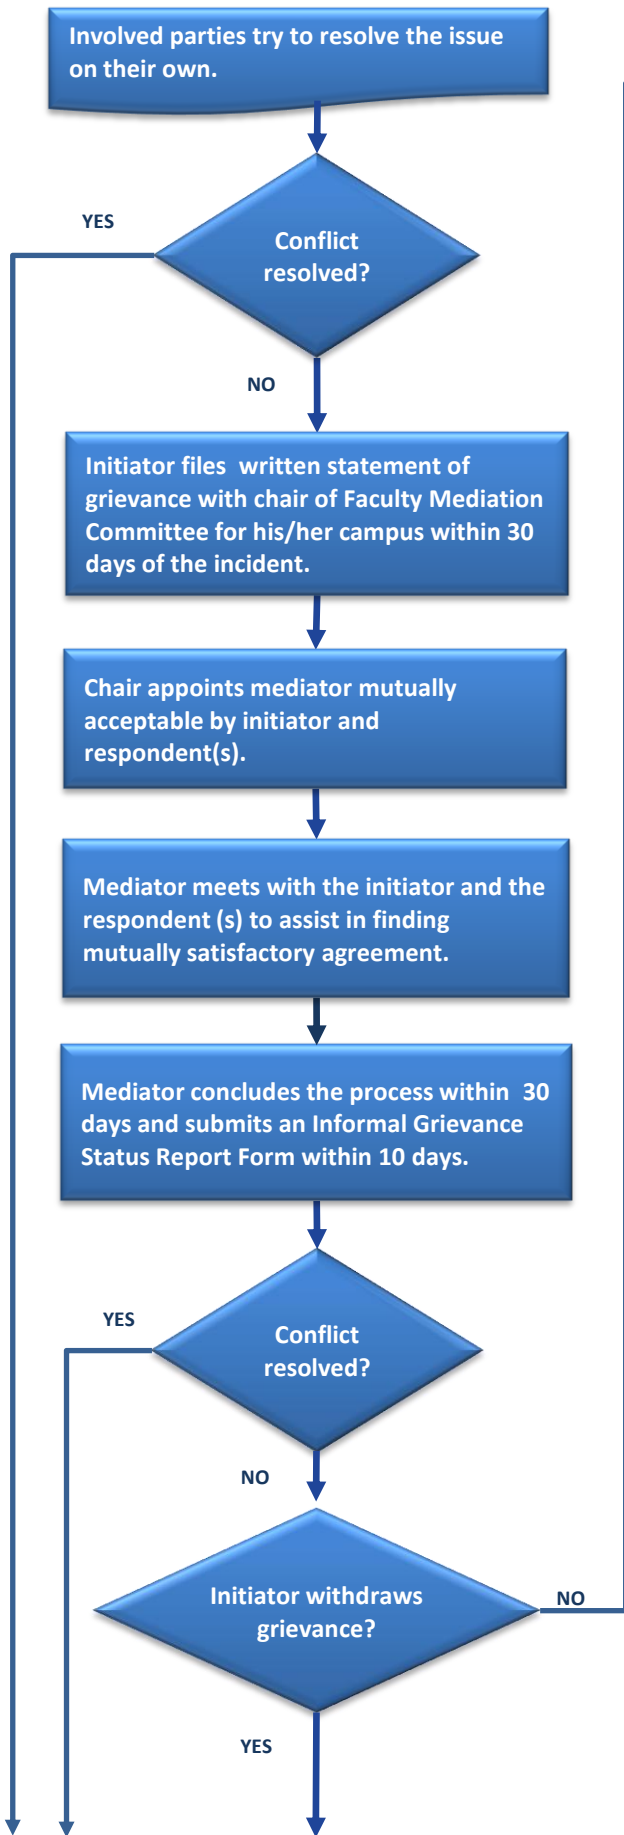 Involved parties try to resolve the issue
on their own.
YES
Conflict
resolved?
NO
Initiator files  written statement of
grievance with chair of Faculty Mediation
Committee for his/her campus within 30
days of the incident.
Chair appoints mediator mutually
acceptable by initiator and
respondent(s).
Mediator meets with the initiator and the
respondent (s) to assist in finding
mutually satisfactory agreement.
Mediator concludes the process within  30
days and submits an Informal Grievance
Status Report Form within 10 days.
YES
Conflict
resolved?
NO
Initiator withdraws
grievance?
NO
YES